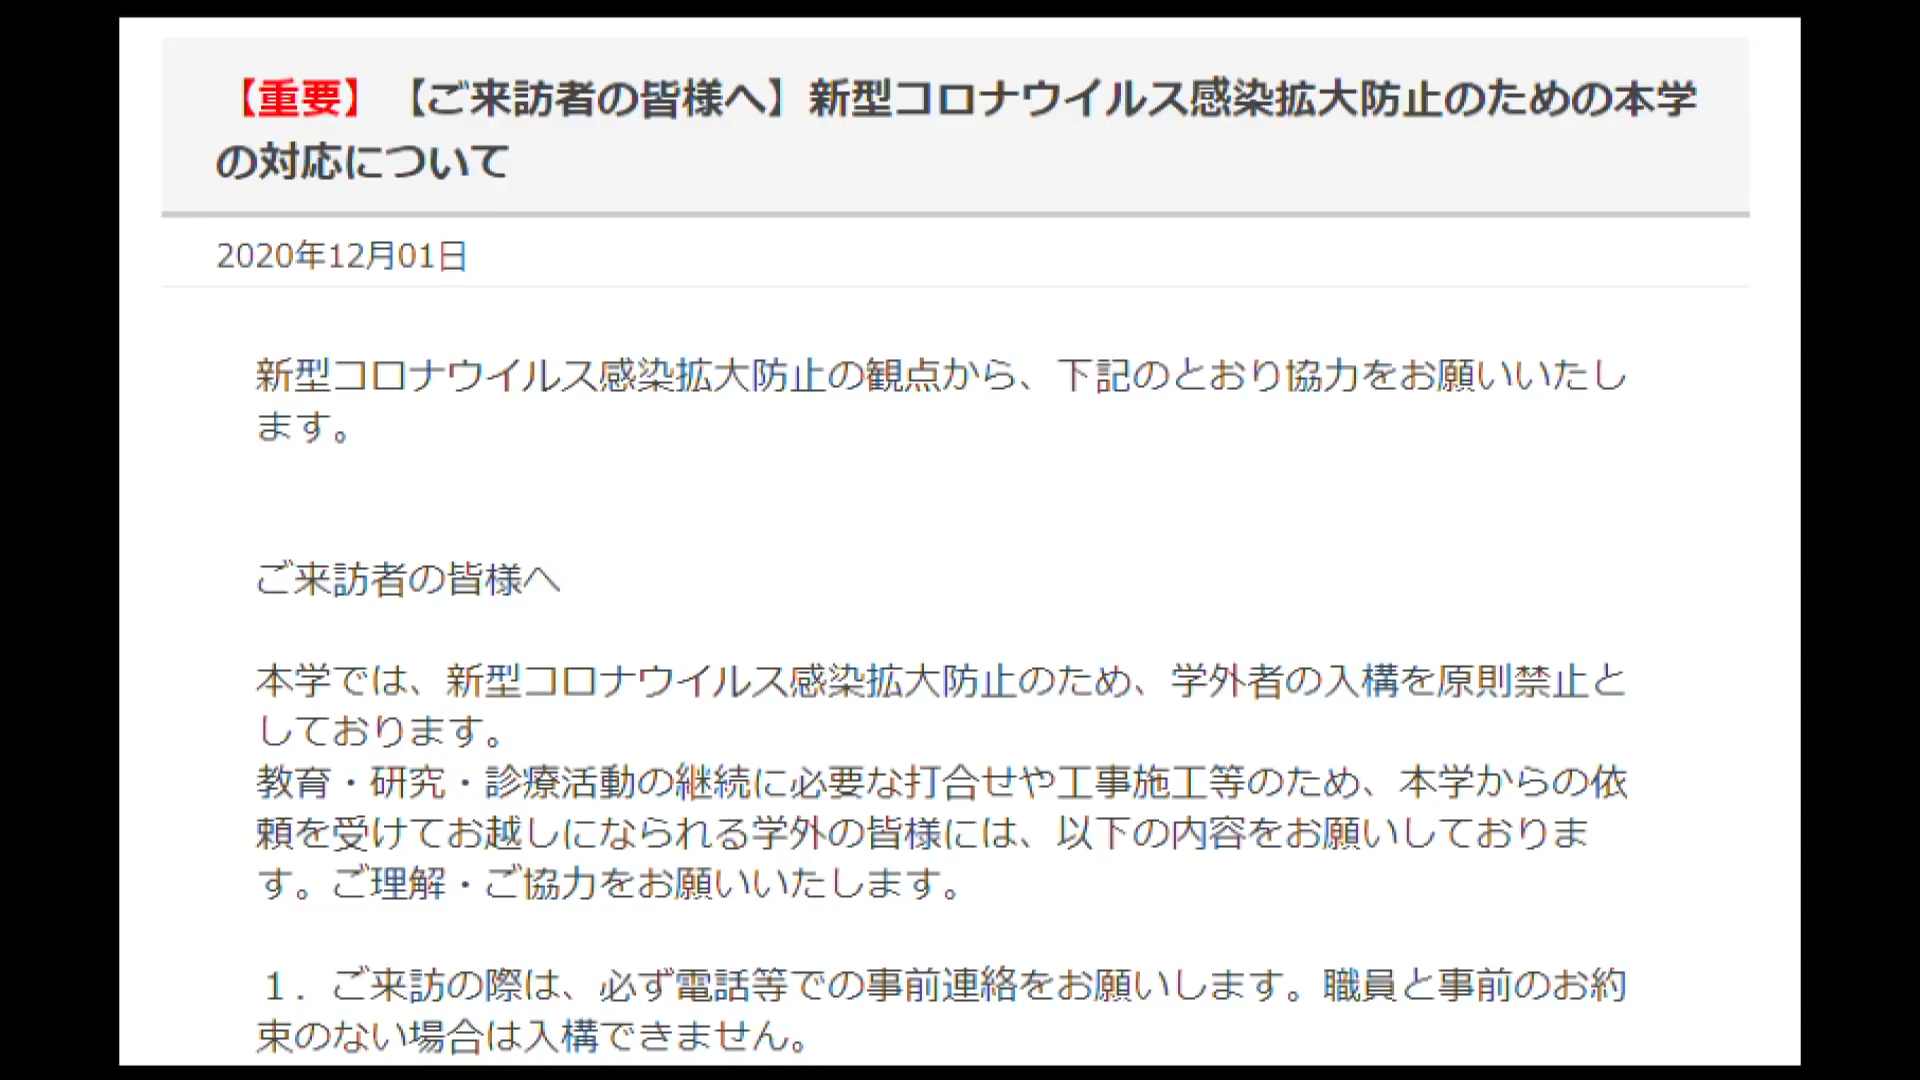 【重要】【ご来訪者の皆様へ】新型コロナウイルス感染拡大防止のための本学
の対応について
2020年12月01日
新型コロナウイルス感染拡大防止の観点から、下記のとおり協力をお願いいたし
ます。
ご来訪者の皆様へ
本学では、新型コロナウイルス感染拡大防止のため、学外者の入構を原則禁止と
しております。
教育・研究・診療活動の継続に必要な打合せや工事施工等のため、本学からの依
頼を受けてお越しになられる学外の皆様には、以下の内容をお願いしておりま
す。ご理解・ご協力をお願いいたします。
１．ご来訪の際は、必ず電話等での事前連絡をお願いします。職員と事前のお約
束のない場合は入構できません。